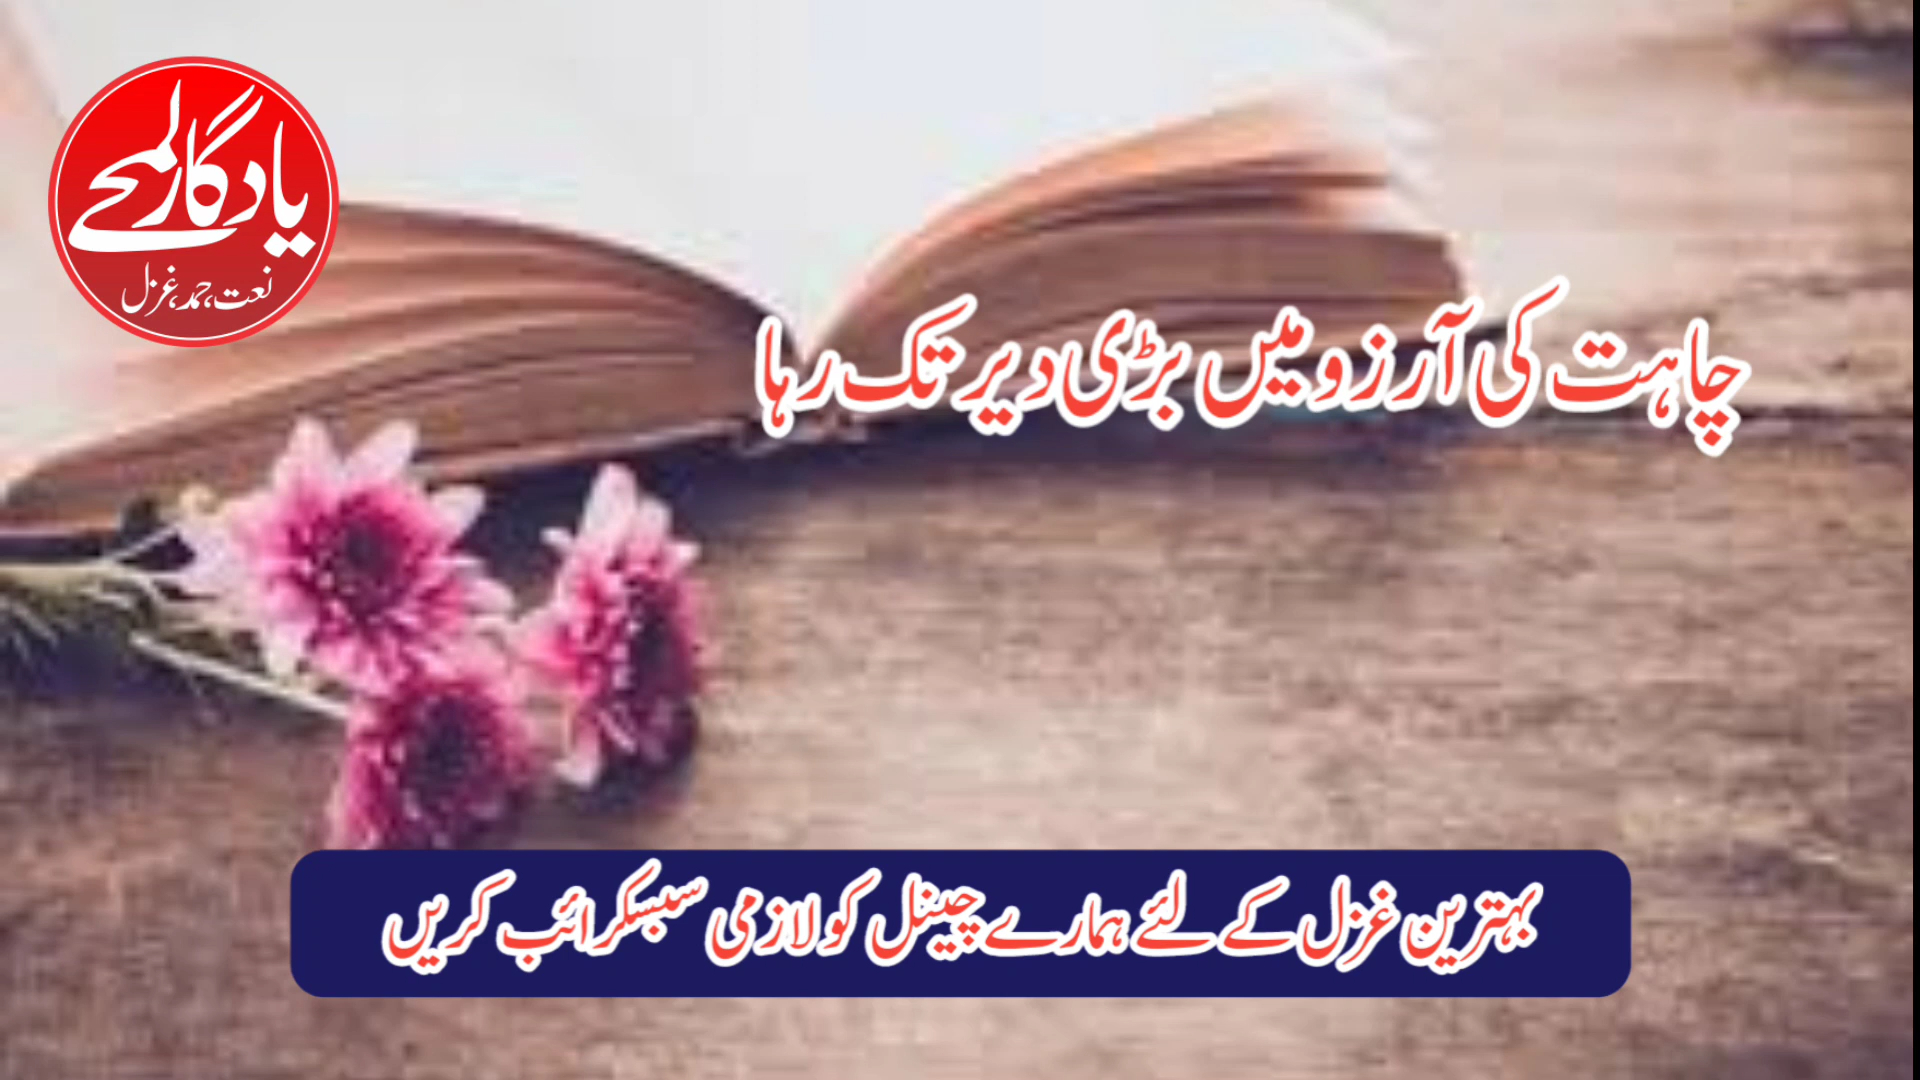 یادگار لمحے
نعت، حمد، غزل
چاہت کی آرزو میں بڑی دیر تک رہا
بہترین غزل کے لئے ہمارے چینل کو لازمی سبسکرائب کریں